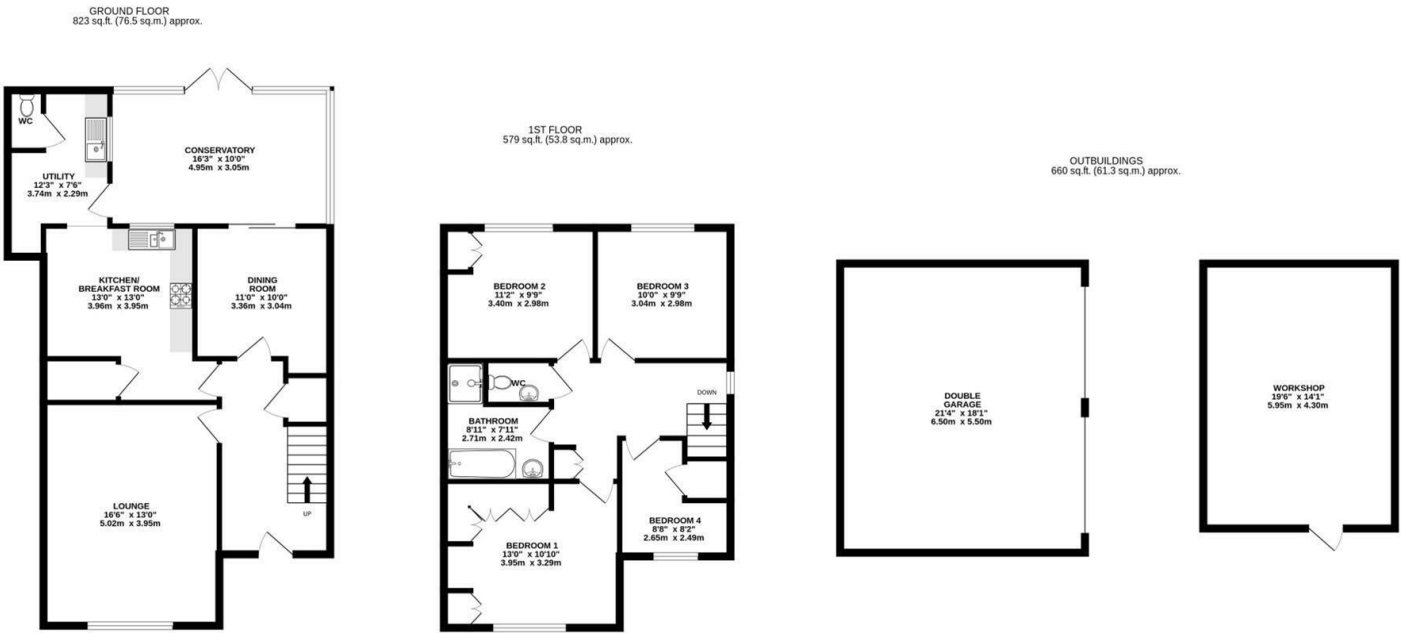 GROUND FLOOR
823 sq.ft. (76.5 sq.m.) approx.
WC
UTILITY
12'3" x 7'6"
3.74m x 2.29m
CONSERVATORY
16'3" x 10'0"
4.95m x 3.05m
KITCHEN/
BREAKFAST ROOM
13'0" x 13'0"
3.96m x 3.95m
DINING
ROOM
11'0" x 10'0"
3.36m x 3.04m
LOUNGE
16'6" x 13'0"
5.02m x 3.95m
UP
1ST FLOOR
579 sq.ft. (53.8 sq.m.) approx.
BEDROOM 2
11'2" x 9'9"
3.40m x 2.98m
BEDROOM 3
10'0" x 9'9"
3.04m x 2.98m
WC
DOWN
BATHROOM
8'11" x 7'11"
2.71m x 2.42m
BEDROOM 4
8'8" x 8'2"
2.65m x 2.49m
BEDROOM 1
13'0" x 10'10"
3.95m x 3.29m
OUTBUILDINGS
660 sq.ft. (61.3 sq.m.) approx.
DOUBLE
GARAGE
21'4" x 18'1"
6.50m x 5.50m
WORKSHOP
19'6" x 14'1"
5.95m x 4.30m